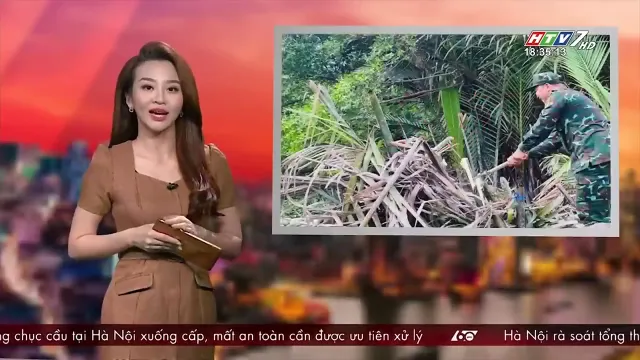 HTV7 HD
18:35:13
ng chục cầu tại Hà Nội xuống cấp, mất an toàn cần được ưu tiên xử lý 60 Hà Nội rà soát tổng th